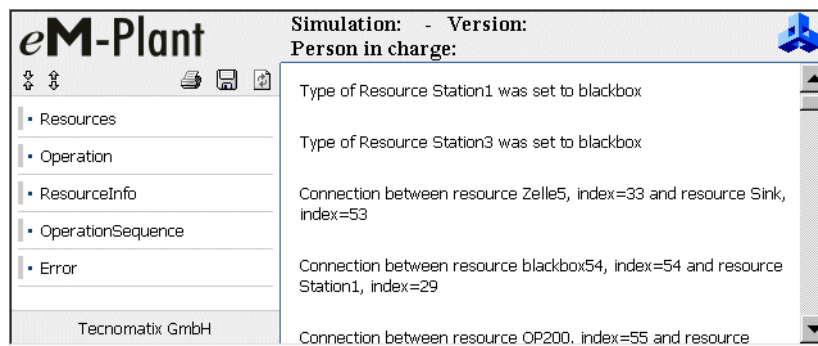 eM-Plant
Simulation: - Version:
Person in charge:
Resources
Operation
ResourceInfo
OperationSequence
Error
Tecnomatix GmbH
Type of Resource Station1 was set to blackbox
Type of Resource Station3 was set to blackbox
Connection between resource Zelle5, index=33 and resource Sink,
index=53
Connection between resource blackbox54, index=54 and resource
Station1, index=29
Connection between resource OP200, index=55 and resource